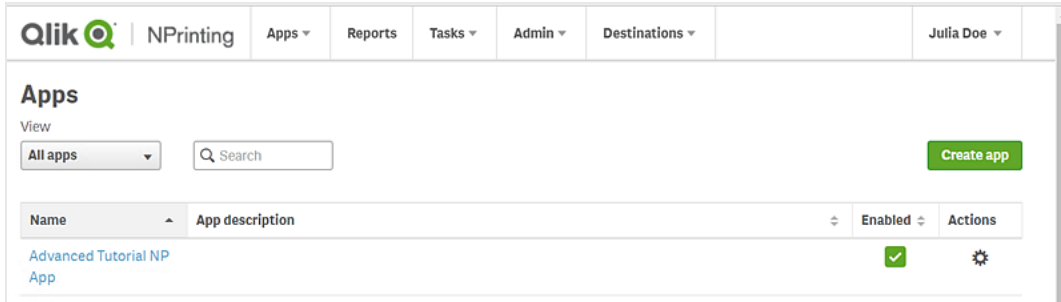 Qlik NPrinting Apps Reports Tasks Admin Destinations Julia Doe
Apps
View
All apps Search Create app
Name App description Enabled Actions
Advanced Tutorial NP
App